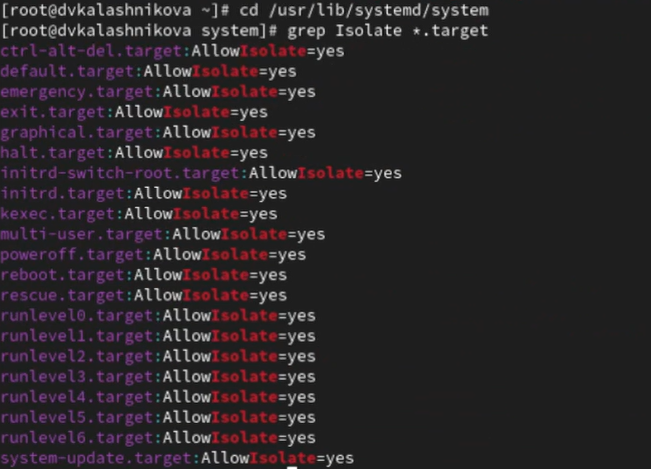 [root@dvkalashnikova ~]# cd /usr/lib/systemd/system
[root@dvkalashnikova system]# grep Isolate *.target
ctrl-alt-del.target:AllowIsolate=yes
default.target:AllowIsolate=yes
emergency.target:AllowIsolate=yes
exit.target:AllowIsolate=yes
graphical.target:AllowIsolate=yes
halt.target:AllowIsolate=yes
initrd-switch-root.target:AllowIsolate=yes
initrd.target:AllowIsolate=yes
kexec.target:AllowIsolate=yes
multi-user.target:AllowIsolate=yes
poweroff.target:AllowIsolate=yes
reboot.target:AllowIsolate=yes
rescue.target:AllowIsolate=yes
runlevel0.target:AllowIsolate=yes
runlevel1.target:AllowIsolate=yes
runlevel2.target:AllowIsolate=yes
runlevel3.target:AllowIsolate=yes
runlevel4.target:AllowIsolate=yes
runlevel5.target:AllowIsolate=yes
runlevel6.target:AllowIsolate=yes
system-update.target:AllowIsolate=yes